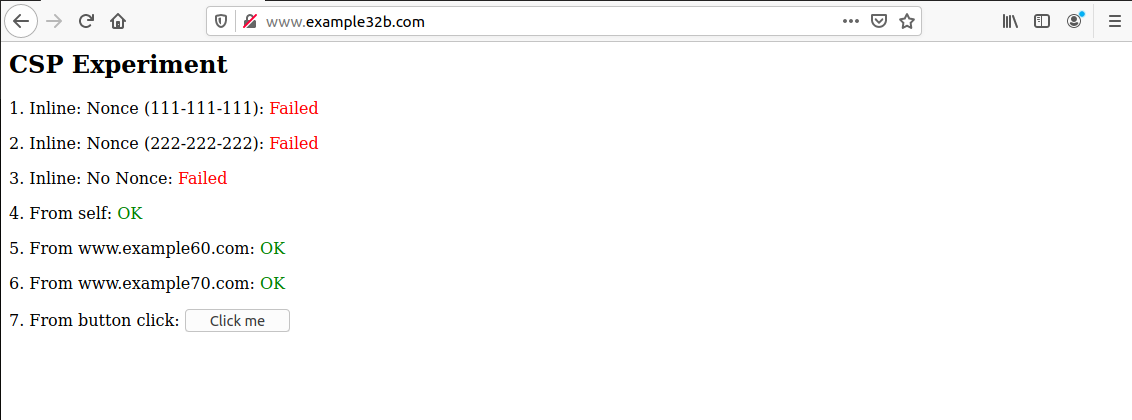 www.example32b.com
CSP Experiment
1. Inline: Nonce (111-111-111): Failed
2. Inline: Nonce (222-222-222): Failed
3. Inline: No Nonce: Failed
4. From self: OK
5. From www.example60.com: OK
6. From www.example70.com: OK
7. From button click: Click me